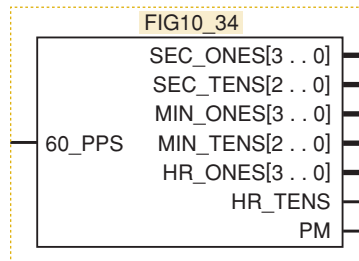 FIG10_34
SEC_ONES[3 . . 0]
SEC_TENS[2 . . 0]
MIN_ONES[3 . . 0]
60_PPS MIN_TENS[2 . . 0]
HR_ONES[3 . . 0]
HR_TENS
PM